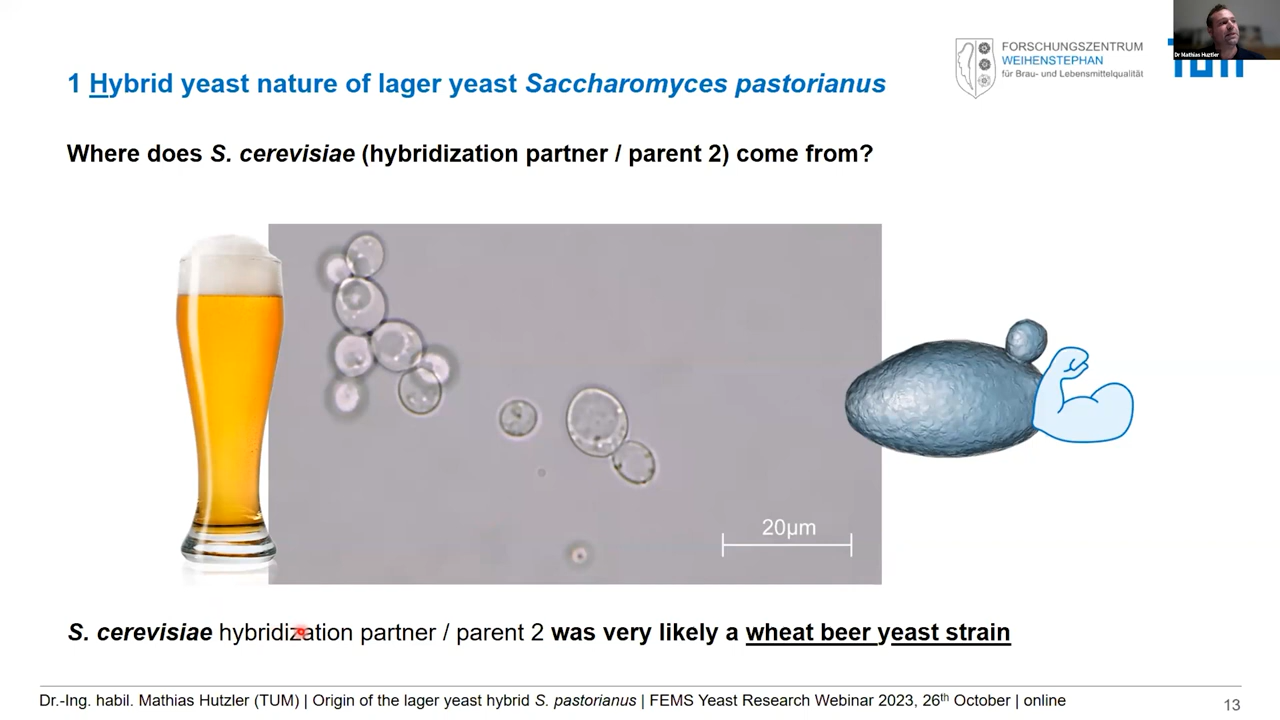 Dr Mathias Hutzler
FORSCHUNGSZENTRUM
WEIHENSTEPHAN
für Brau- und Lebensmittelqualität
TUM
1 Hybrid yeast nature of lager yeast Saccharomyces pastorianus
Where does S. cerevisiae (hybridization partner / parent 2) come from?
20µm
S. cerevisiae hybridization partner / parent 2 was very likely a wheat beer yeast strain
Dr.-Ing. habil. Mathias Hutzler (TUM) | Origin of the lager yeast hybrid S. pastorianus | FEMS Yeast Research Webinar 2023, 26th October | online
13